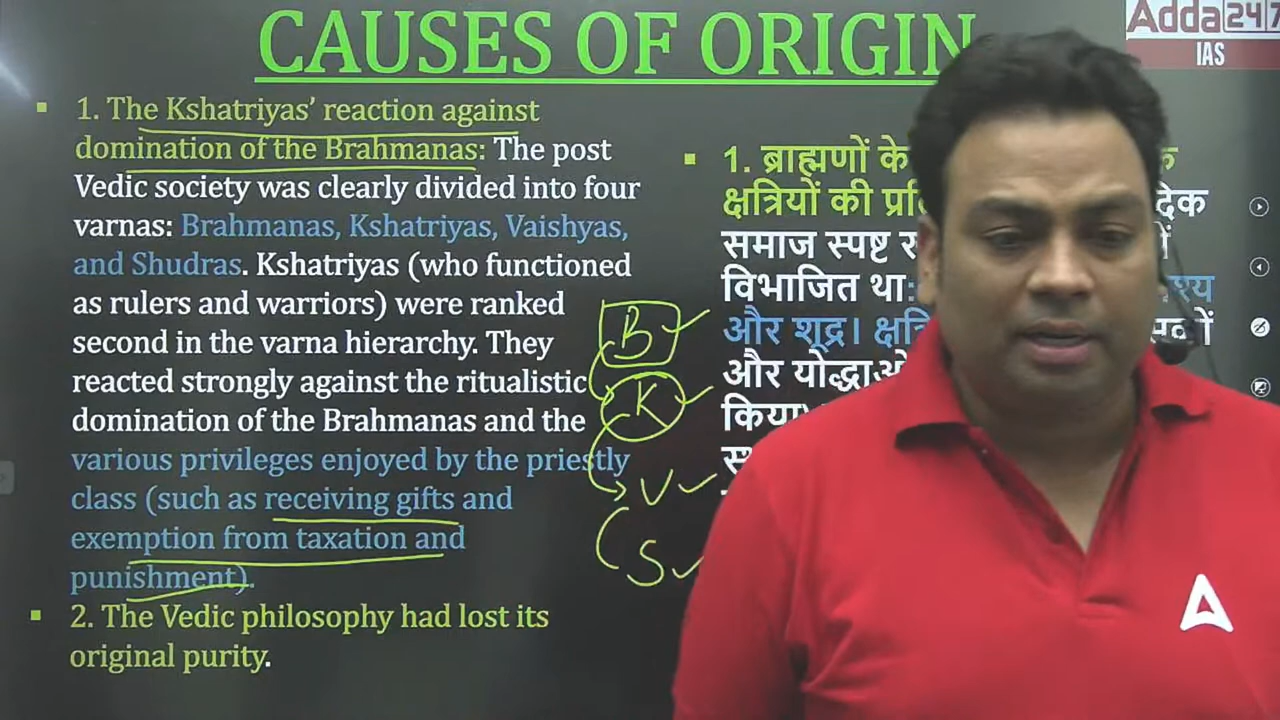 CAUSES OF ORIGIN
Adda247
IAS
1. The Kshatriyas' reaction against
domination of the Brahmanas: The post
Vedic society was clearly divided into four
varnas: Brahmanas, Kshatriyas, Vaishyas,
and Shudras. Kshatriyas (who functioned
as rulers and warriors) were ranked
second in the varna hierarchy. They
reacted strongly against the ritualistic
domination of the Brahmanas and the
various privileges enjoyed by the priestly
class (such as receiving gifts and
exemption from taxation and
punishment).
2. The Vedic philosophy had lost its
original purity.
B
K
V
S
1. ब्राह्मणों के
क्षत्रियों की
समाज स्पष्ट
विभाजित था:
और शूद्र।
और